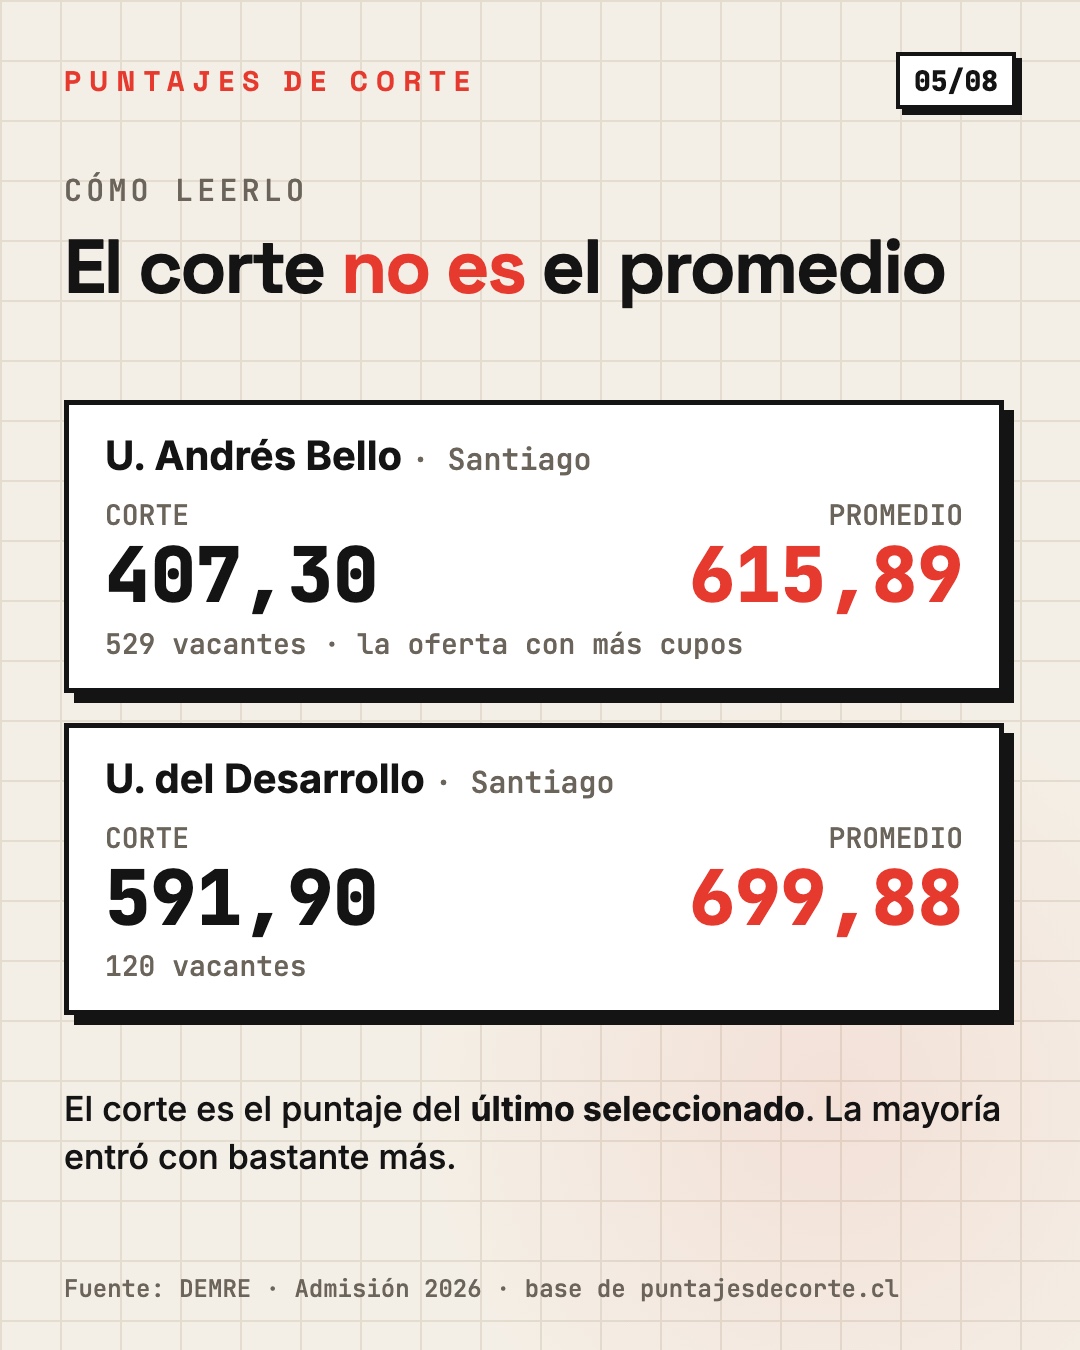 PUNTAJES DE CORTE
05/08
CÓMO LEERLO
El corte no es el promedio
U. Andrés Bello · Santiago
CORTE PROMEDIO
407,30 615,89
529 vacantes · la oferta con más cupos
U. del Desarrollo · Santiago
CORTE PROMEDIO
591,90 699,88
120 vacantes
El corte es el puntaje del último seleccionado. La mayoría
entró con bastante más.
Fuente: DEMRE · Admisión 2026 · base de puntajesdecorte.cl